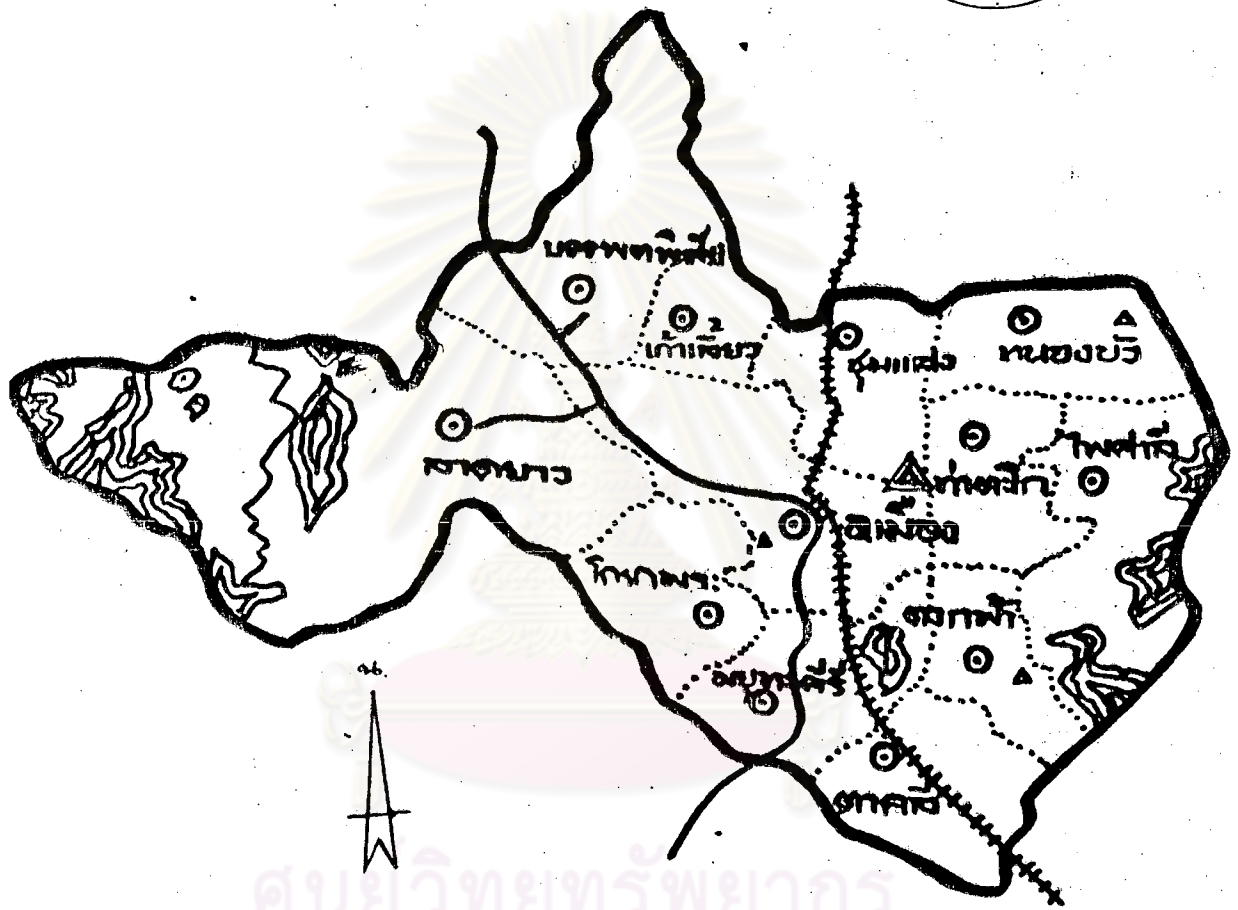 บรรพตพิสัย
เก้าเลี้ยว
ชุมแสง
หนองบัว
ลาดยาว
ท่าตะโก
ไพศาลี
อ.เมือง
โกรกพระ
ตากฟ้า
พยุหะคีรี
น.
ตาคลี
ศูนย์วิทยทรัพยากร